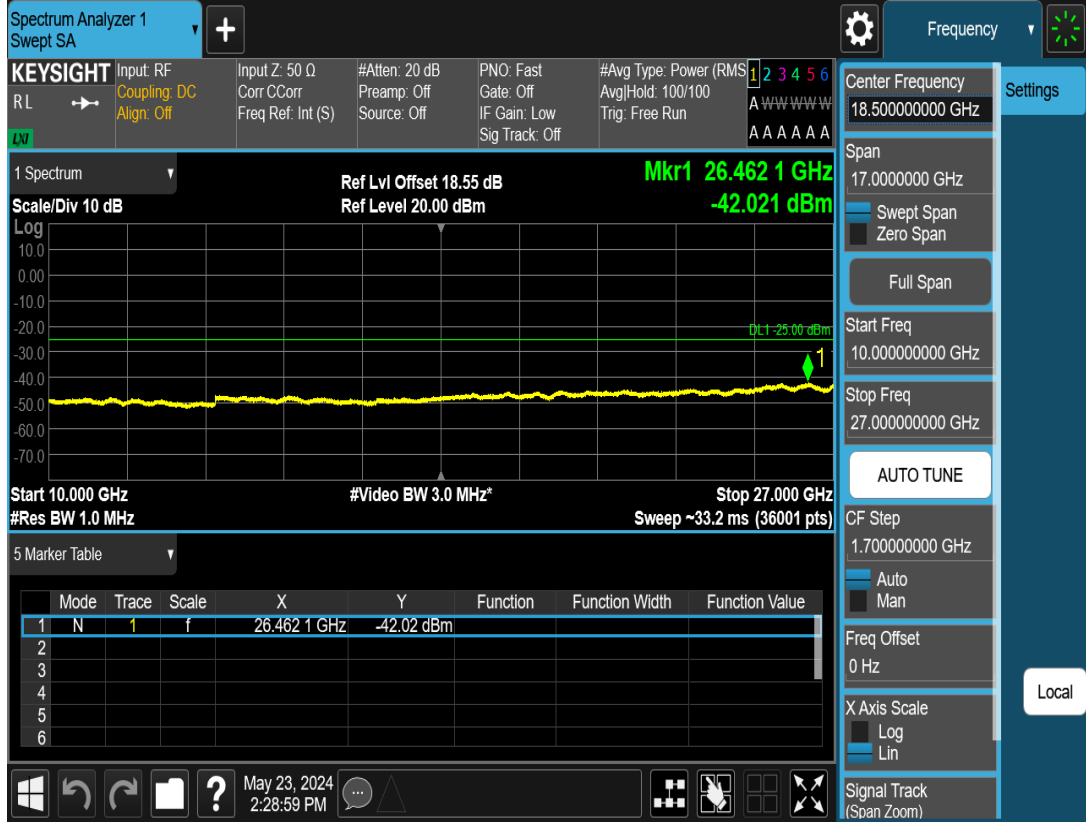 Spectrum Analyzer 1
Swept SA
Frequency
KEYSIGHT
RL
LXI
Input: RF
Coupling: DC
Align: Off
Input Z: 50 Ω
Corr CCorr
Freq Ref: Int (S)
#Atten: 20 dB
Preamp: Off
Source: Off
PNO: Fast
Gate: Off
IF Gain: Low
Sig Track: Off
#Avg Type: Power (RMS
Avg|Hold: 100/100
Trig: Free Run
1 2 3 4 5 6
A W W W W W
A A A A A A
1 Spectrum
Scale/Div 10 dB
Ref Lvl Offset 18.55 dB
Ref Level 20.00 dBm
Mkr1 26.462 1 GHz
-42.021 dBm
Log
10.0
0.00
-10.0
-20.0
-30.0
-40.0
-50.0
-60.0
-70.0
DL1 -25.00 dBm
1
Start 10.000 GHz
#Video BW 3.0 MHz*
Stop 27.000 GHz
#Res BW 1.0 MHz
Sweep ~33.2 ms (36001 pts)
5 Marker Table
Mode Trace Scale X Y Function Function Width Function Value
1 N 1 f 26.462 1 GHz -42.02 dBm
2
3
4
5
6
?
May 23, 2024
2:28:59 PM
Center Frequency
18.500000000 GHz
Settings
Span
17.0000000 GHz
Swept Span
Zero Span
Full Span
Start Freq
10.000000000 GHz
Stop Freq
27.000000000 GHz
AUTO TUNE
CF Step
1.700000000 GHz
Auto
Man
Freq Offset
0 Hz
Local
X Axis Scale
Log
Lin
Signal Track
(Span Zoom)